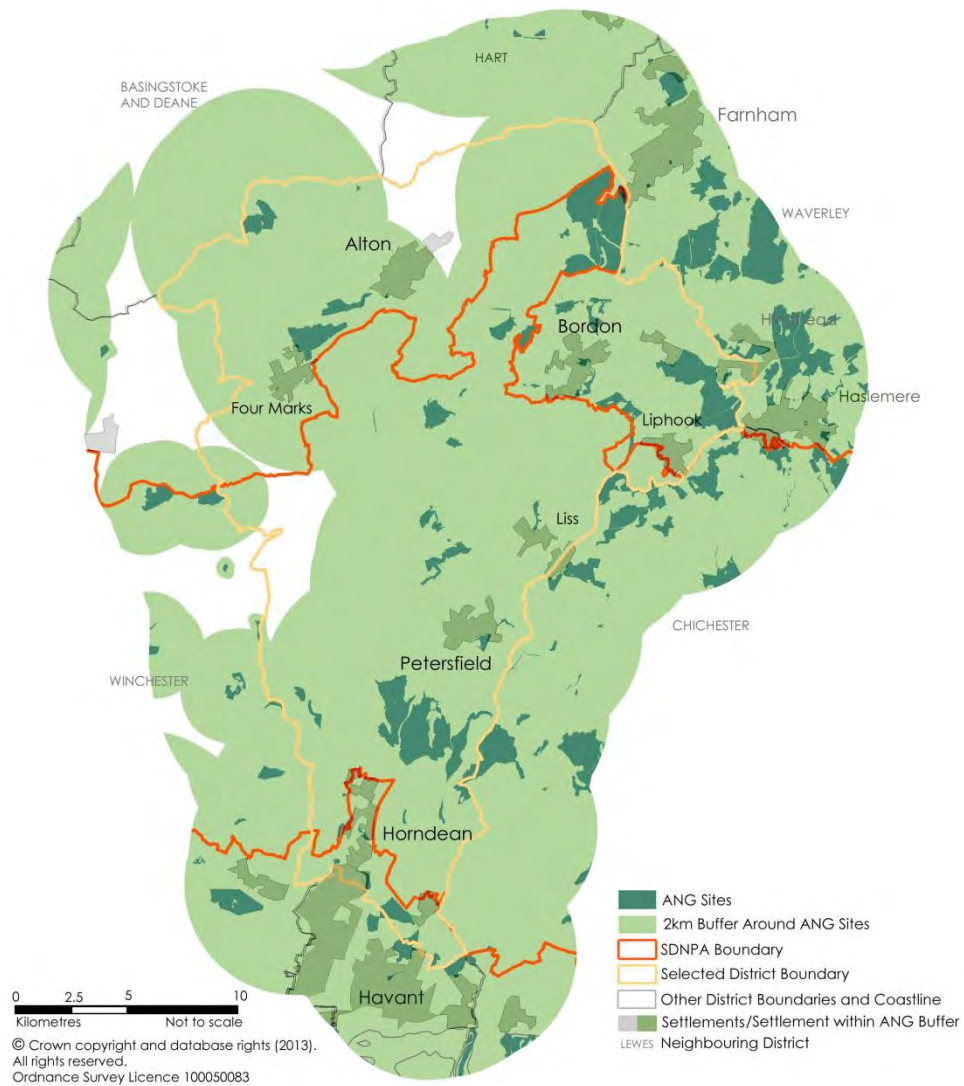 HART
BASINGSTOKE
AND DEANE
Farnham
WAVERLEY
Alton
Bordon
Hindhead
Haslemere
Four Marks
Liphook
Liss
CHICHESTER
Petersfield
WINCHESTER
Horndean
Havant
ANG Sites
2km Buffer Around ANG Sites
SDNPA Boundary
Selected District Boundary
Other District Boundaries and Coastline
Settlements/Settlement within ANG Buffer
LEWES Neighbouring District
0 2.5 5 10
Kilometres Not to scale
© Crown copyright and database rights (2013).
All rights reserved.
Ordnance Survey Licence 100050083